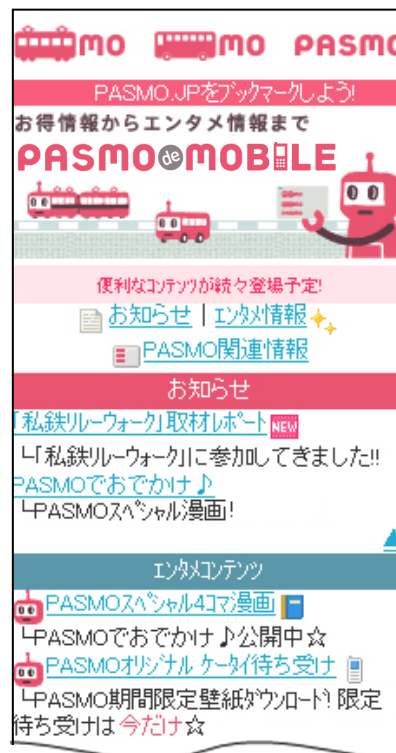 mo mo PASMO
PASMO.JPをﾌﾞｯｸﾏｰｸしよう!
お得情報からエンタメ情報まで
PASMO de MOBILE
便利なｺﾝﾃﾝﾂが続々登場予定!
お知らせ | ｴﾝﾀﾒ情報
PASMO関連情報
お知らせ
「私鉄ﾘﾚｰｳｫｰｸ」取材ﾚﾎﾟｰﾄ NEW
└「私鉄ﾘﾚｰｳｫｰｸ」に参加してきました!!
PASMOでおでかけ♪
└PASMOｽﾍﾟｼｬﾙ漫画!
ｴﾝﾀﾒｺﾝﾃﾝﾂ
PASMOｽﾍﾟｼｬﾙ4ｺﾏ漫画
└PASMOでおでかけ♪公開中☆
PASMOｵﾘｼﾞﾅﾙ ｹｰﾀｲ待ち受け
└PASMO期間限定壁紙ﾀﾞｳﾝﾛｰﾄﾞ! 限定
待ち受けは今だけ☆